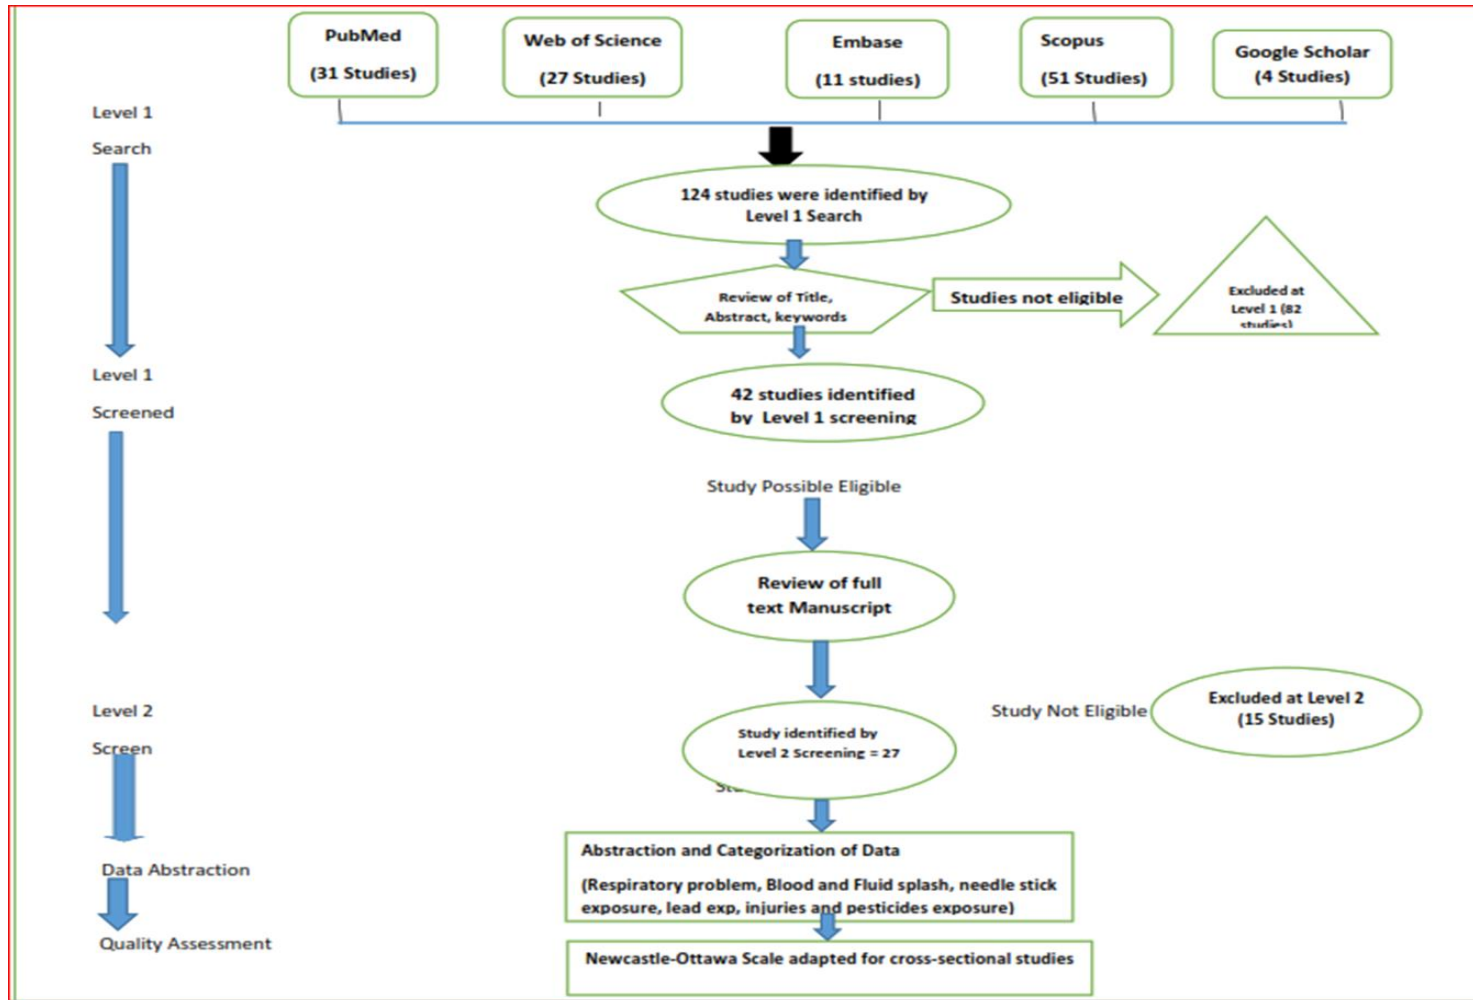 PubMed
(31 Studies)
Web of Science
(27 Studies)
Embase
(11 studies)
Scopus
(51 Studies)
Google Scholar
(4 Studies)
Level 1
Search
124 studies were identified by
Level 1 Search
Review of Title,
Abstract, keywords
Studies not eligible
Excluded at
Level 1 (82
studies)
Level 1
Screened
42 studies identified
by Level 1 screening
Study Possible Eligible
Review of full
text Manuscript
Level 2
Screen
Study identified by
Level 2 Screening = 27
Study Not Eligible
Excluded at Level 2
(15 Studies)
Data Abstraction
Abstraction and Categorization of Data
(Respiratory problem, Blood and Fluid splash, needle stick
exposure, lead exp, injuries and pesticides exposure)
Quality Assessment
Newcastle-Ottawa Scale adapted for cross-sectional studies